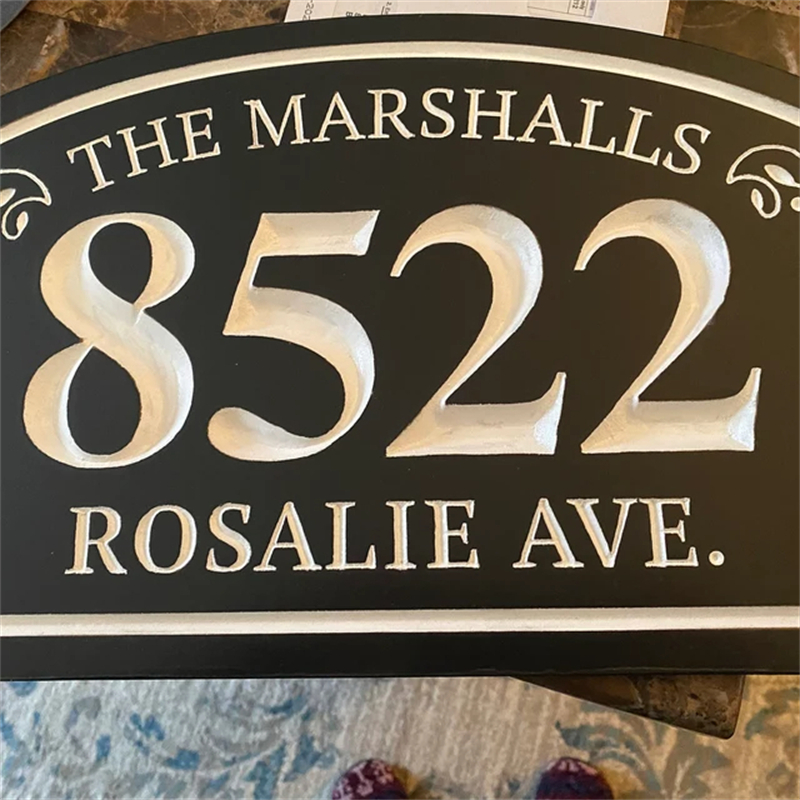 THE MARSHALLS
8522
ROSALIE AVE.